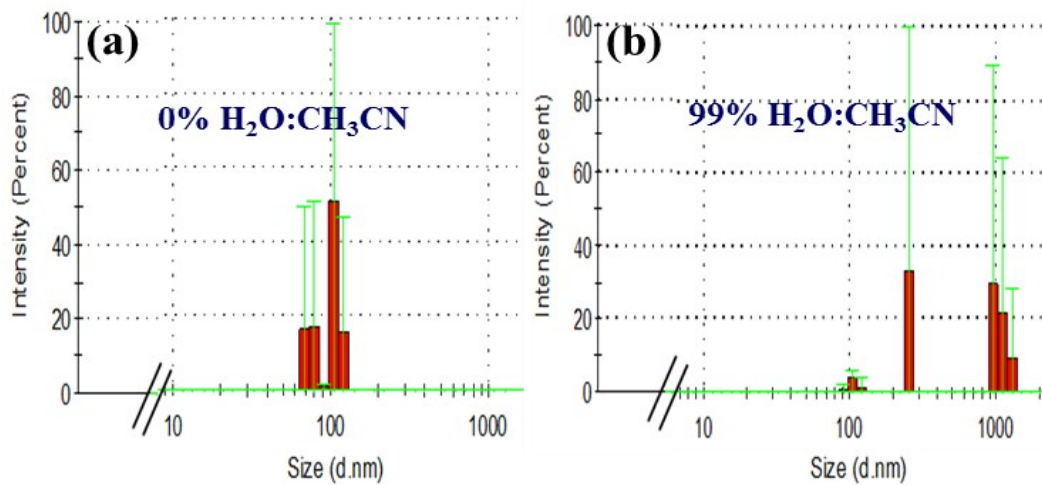 (a)
0% H₂O:CH₃CN
Intensity (Percent)
100
80
60
40
20
0
10 100 1000
Size (d.nm)
(b)
99% H₂O:CH₃CN
Intensity (Percent)
100
80
60
40
20
0
10 100 1000
Size (d.nm)